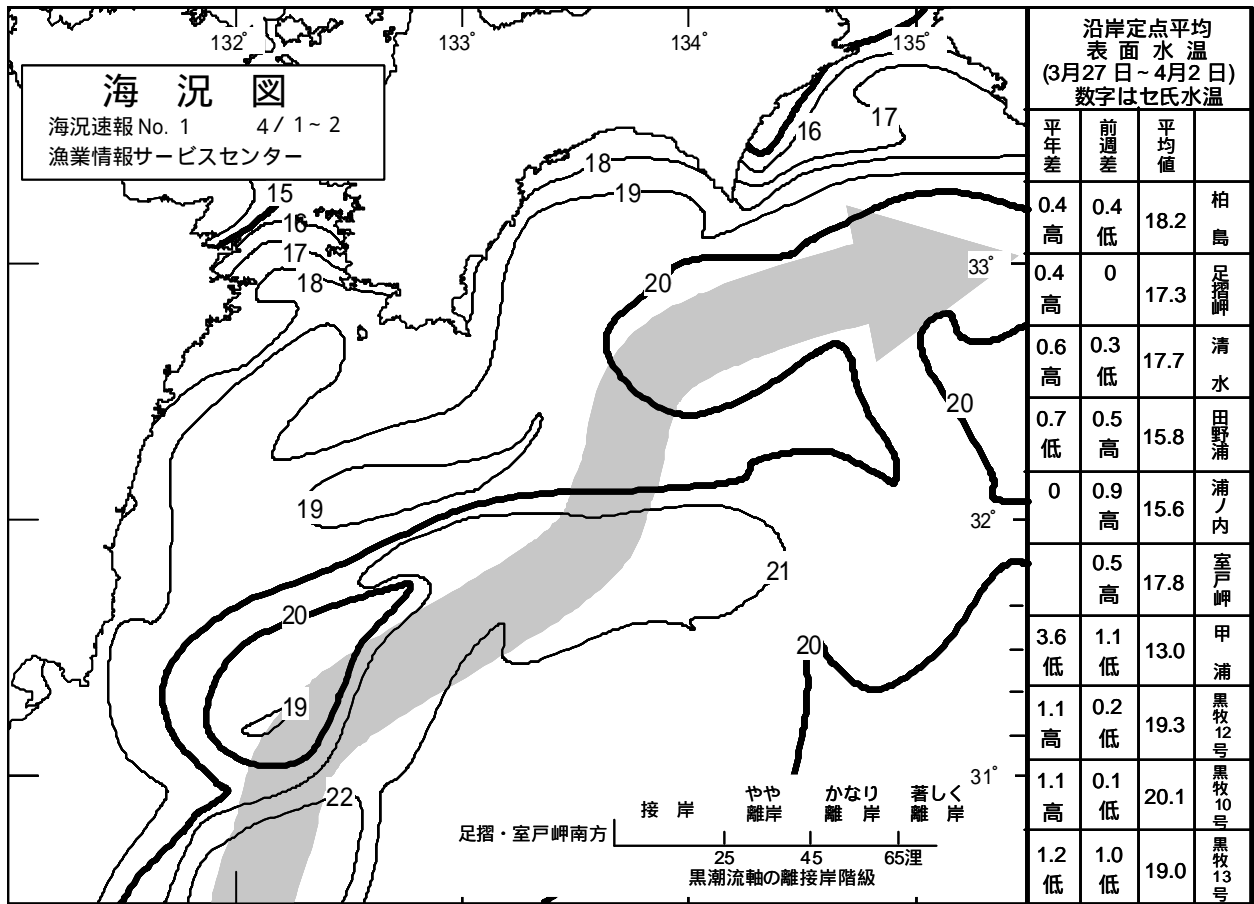 132° 133° 134° 135°
海 況 図
海況速報 No. 1 4/ 1~ 2
漁業情報サービスセンター
15
16
17
18
18
19
16
17
20
33°
20
19
32°
21
20
20
19
22
31°
接 岸 やや離岸 かなり離 岸 著しく離 岸
足摺・室戸岬南方
25 45 65浬
黒潮流軸の離接岸階級
沿岸定点平均
表 面 水 温
(3月27 日~ 4月2 日)
数字はセ氏水温
平年差 前週差 平均値
0.4高 0.4低 18.2 柏 島
0.4高 0 17.3 足摺岬
0.6高 0.3低 17.7 清 水
0.7低 0.5高 15.8 田野浦
0 0.9高 15.6 浦ノ内
0.5高 17.8 室戸岬
3.6低 1.1低 13.0 甲 浦
1.1高 0.2低 19.3 黒牧12号
1.1高 0.1低 20.1 黒牧10号
1.2低 1.0低 19.0 黒牧13号